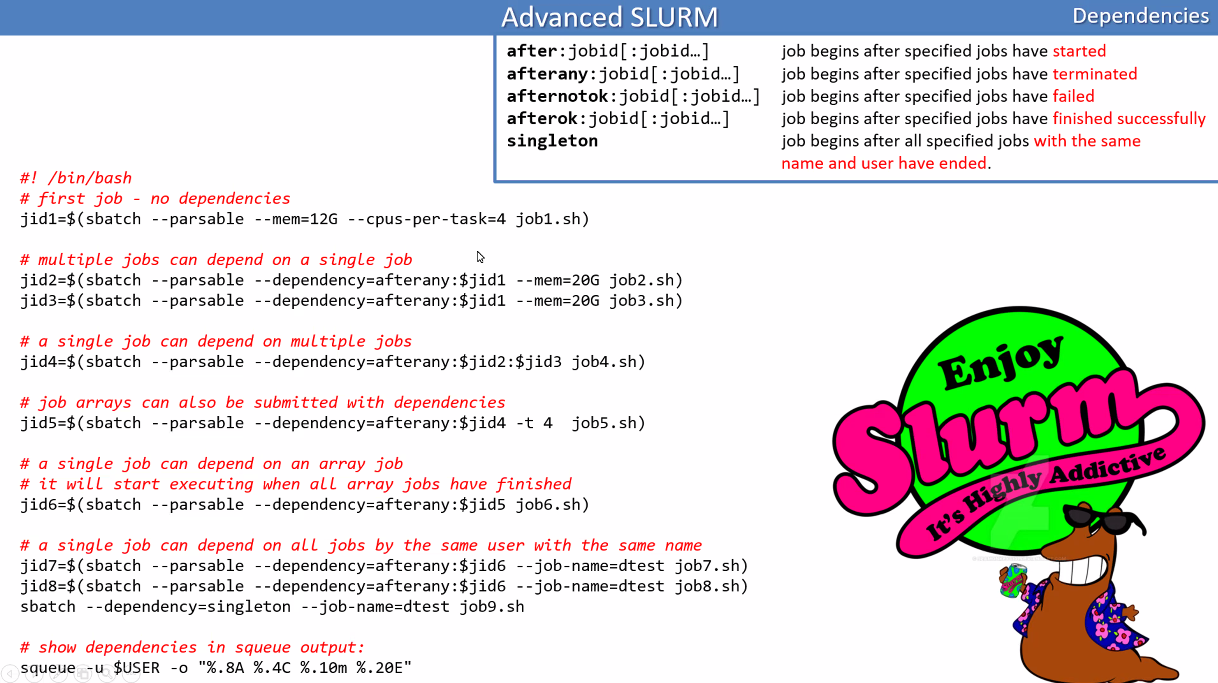 Advanced SLURM
Dependencies
after:jobid[:jobid…] job begins after specified jobs have started
afterany:jobid[:jobid…] job begins after specified jobs have terminated
afternotok:jobid[:jobid…] job begins after specified jobs have failed
afterok:jobid[:jobid…] job begins after specified jobs have finished successfully
singleton job begins after all specified jobs with the same
name and user have ended.
#! /bin/bash
# first job - no dependencies
jid1=$(sbatch --parsable --mem=12G --cpus-per-task=4 job1.sh)
# multiple jobs can depend on a single job
jid2=$(sbatch --parsable --dependency=afterany:$jid1 --mem=20G job2.sh)
jid3=$(sbatch --parsable --dependency=afterany:$jid1 --mem=20G job3.sh)
# a single job can depend on multiple jobs
jid4=$(sbatch --parsable --dependency=afterany:$jid2:$jid3 job4.sh)
# job arrays can also be submitted with dependencies
jid5=$(sbatch --parsable --dependency=afterany:$jid4 -t 4  job5.sh)
# a single job can depend on an array job
# it will start executing when all array jobs have finished
jid6=$(sbatch --parsable --dependency=afterany:$jid5 job6.sh)
# a single job can depend on all jobs by the same user with the same name
jid7=$(sbatch --parsable --dependency=afterany:$jid6 --job-name=dtest job7.sh)
jid8=$(sbatch --parsable --dependency=afterany:$jid6 --job-name=dtest job8.sh)
sbatch --dependency=singleton --job-name=dtest job9.sh
# show dependencies in squeue output:
squeue -u $USER -o "%.8A %.4C %.10m %.20E"
Enjoy
Slurm
It's Highly Addictive